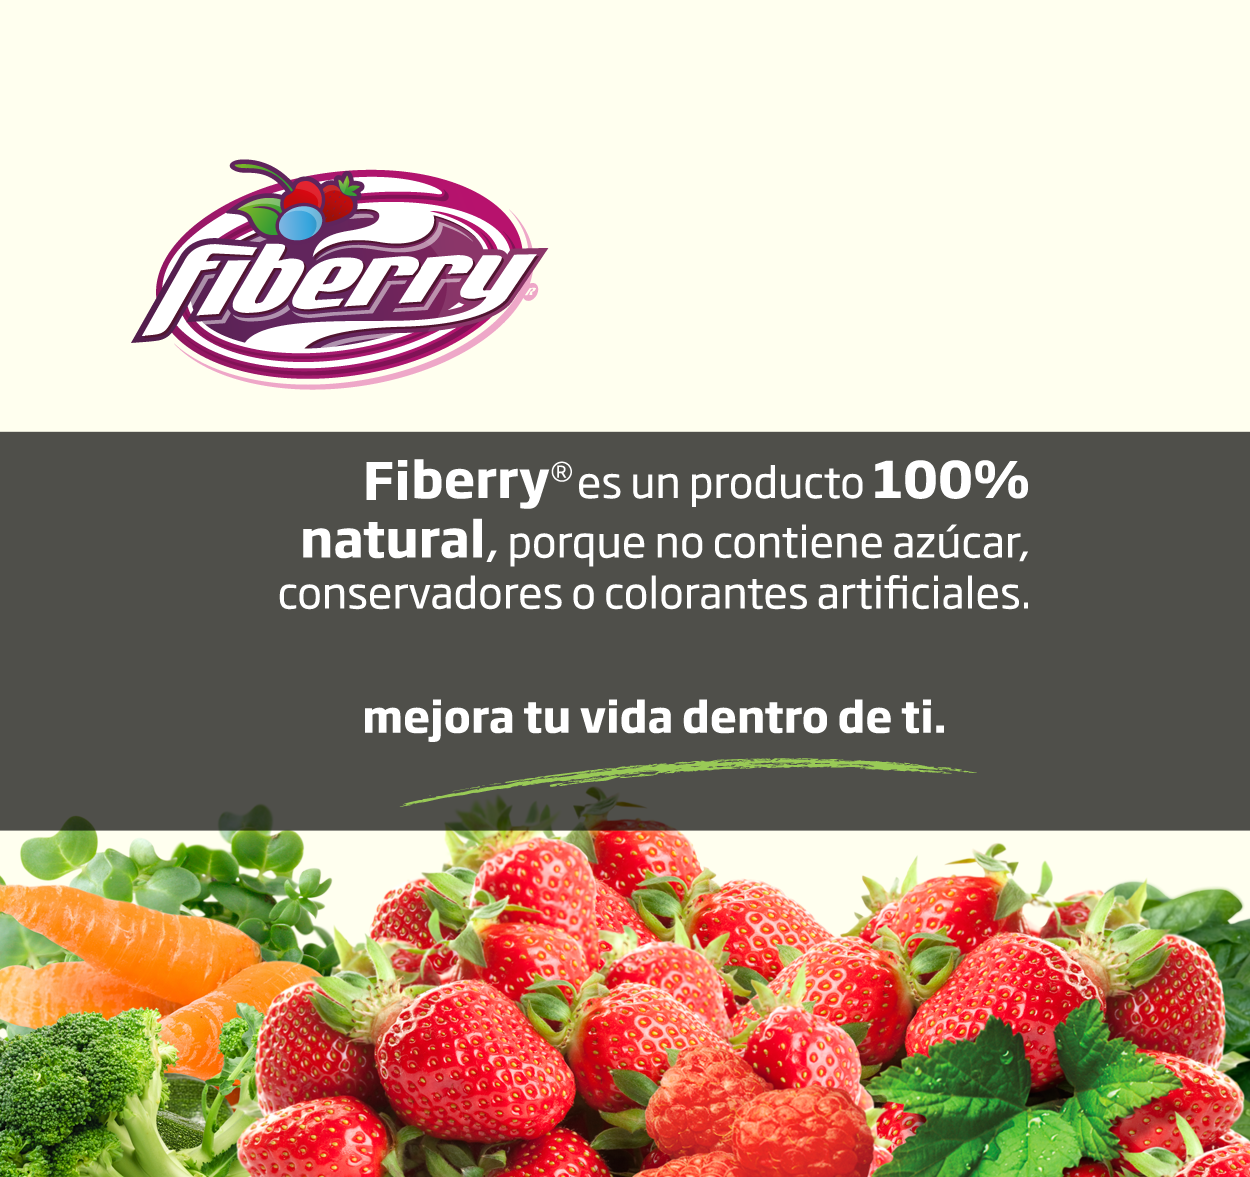 fiberry®
Fiberry® es un producto 100%
natural, porque no contiene azúcar,
conservadores o colorantes artificiales.
mejora tu vida dentro de ti.